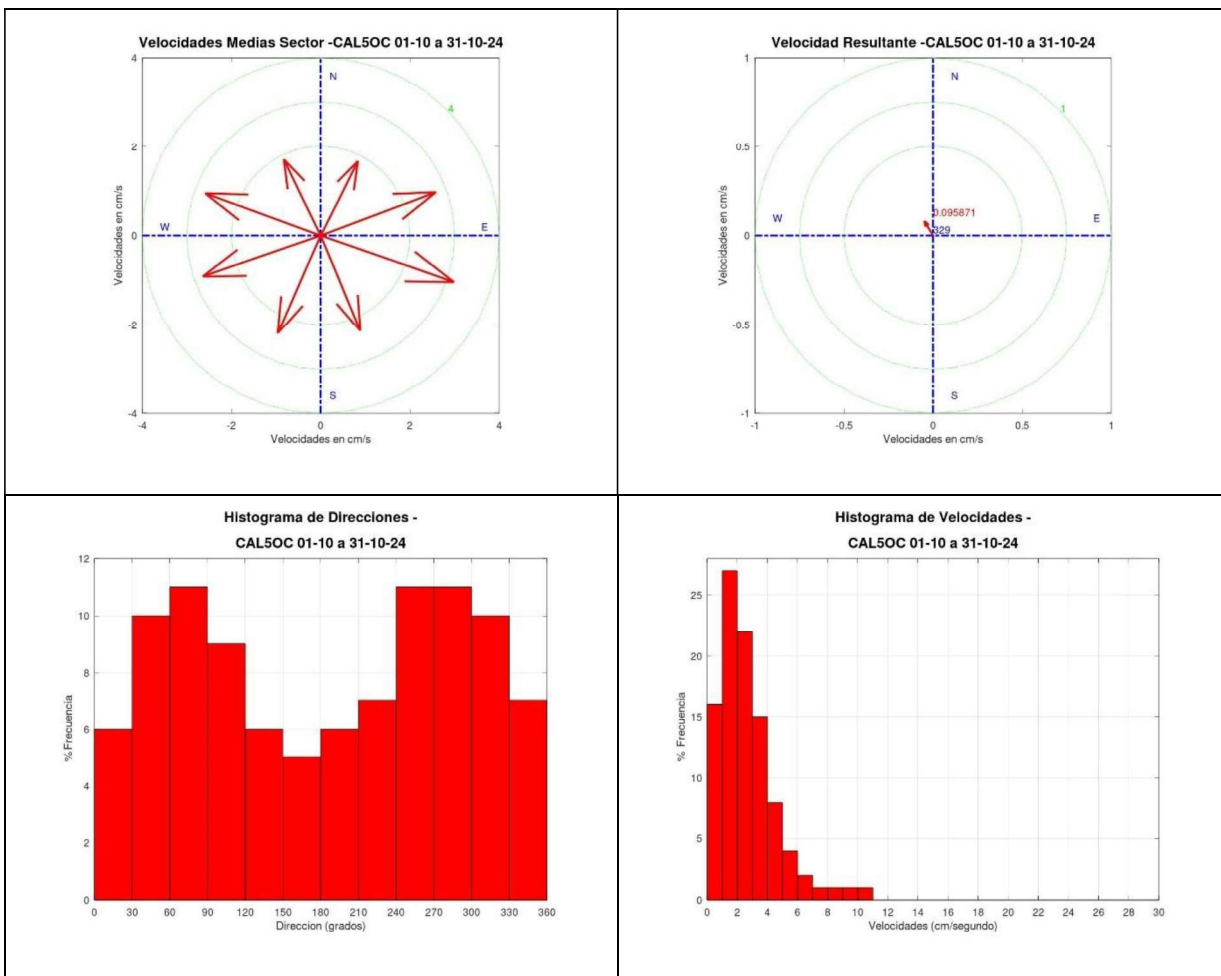 Velocidades Medias Sector -CAL5OC 01-10 a 31-10-24
4
2
0
-2
-4
-4
-2
0
2
4
N
4
W
E
S
Velocidades en cm/s
Velocidades en cm/s
Velocidad Resultante -CAL5OC 01-10 a 31-10-24
1
0.5
0
-0.5
-1
-1
-0.5
0
0.5
1
N
1
0.095871
329
W
E
S
Velocidades en cm/s
Velocidades en cm/s
Histograma de Direcciones -
CAL5OC 01-10 a 31-10-24
12
10
8
6
4
2
0
0 30 60 90 120 150 180 210 240 270 300 330 360
% Frecuencia
Direccion (grados)
Histograma de Velocidades -
CAL5OC 01-10 a 31-10-24
25
20
15
10
5
0
0 2 4 6 8 10 12 14 16 18 20 22 24 26 28 30
% Frecuencia
Velocidades (cm/segundo)